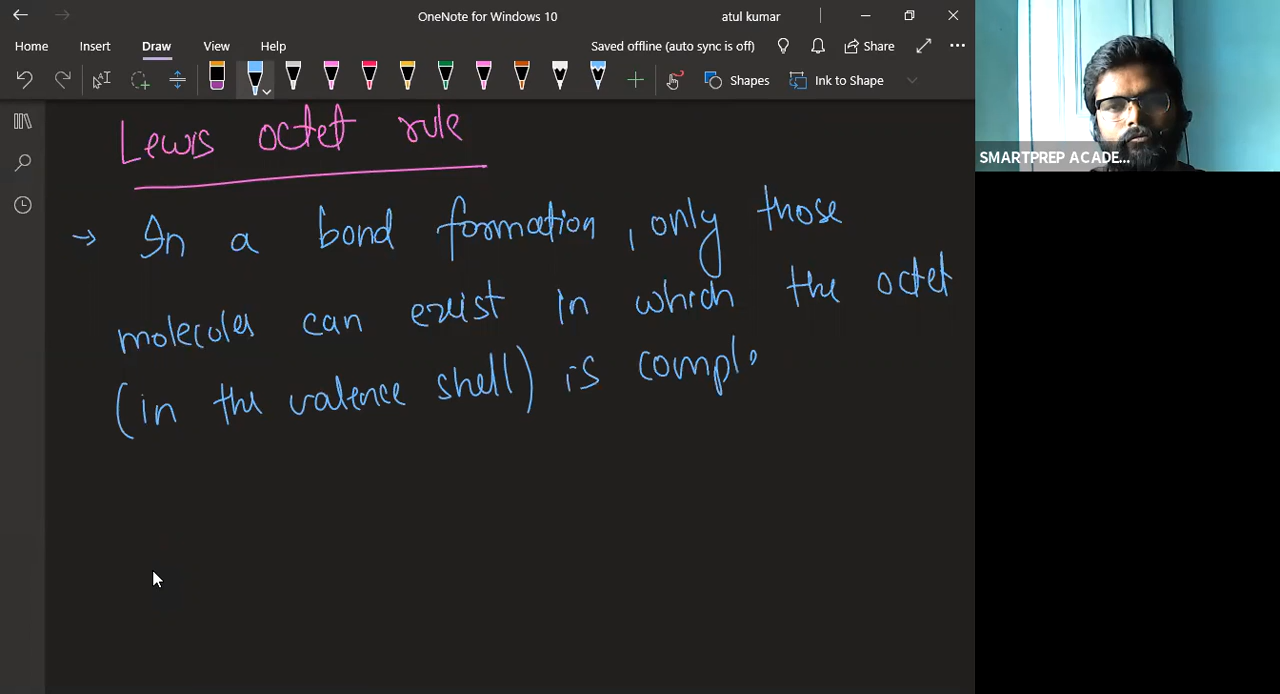 OneNote for Windows 10
atul kumar
Home Insert Draw View Help
Saved offline (auto sync is off)
Share
Shapes
Ink to Shape
SMARTPREP ACADE...
Lewis octet rule
→ In a bond formation, only those
molecules can exist in which the octet
(in the valence shell) is comple